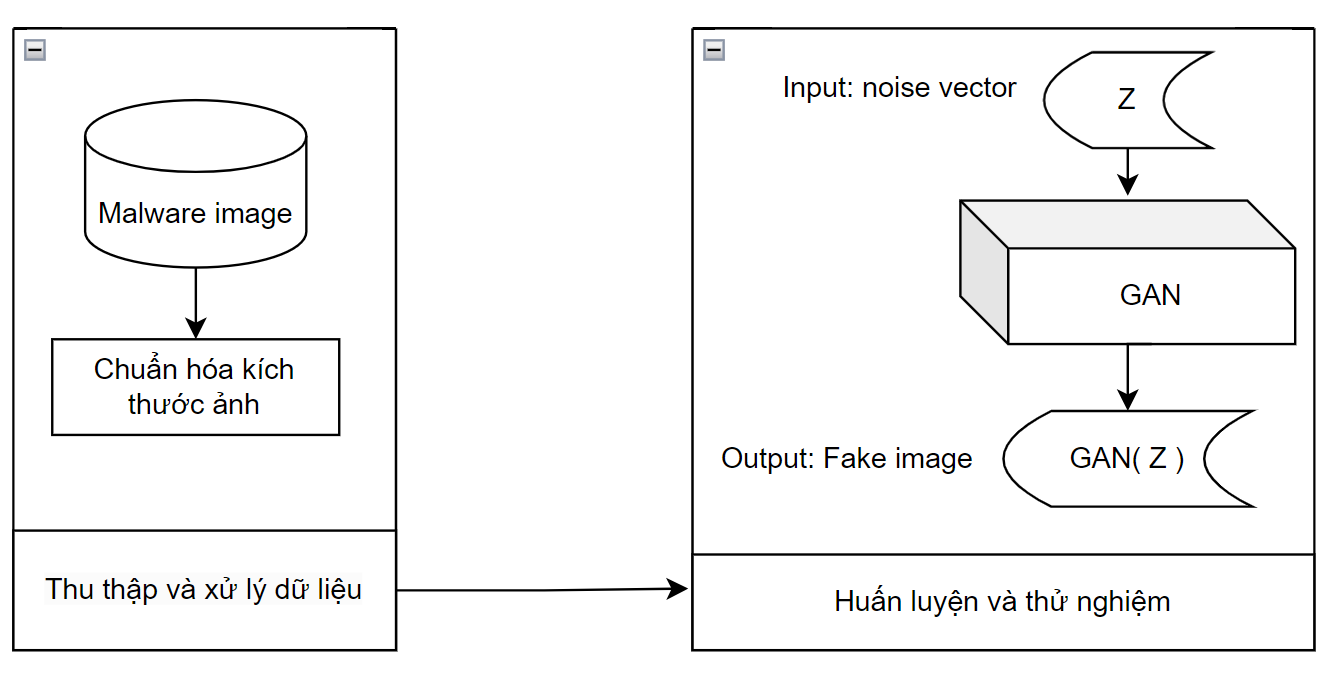 Malware image
Chuẩn hóa kích
thước ảnh
Thu thập và xử lý dữ liệu
Input: noise vector
Z
GAN
Output: Fake image
GAN( Z )
Huấn luyện và thử nghiệm